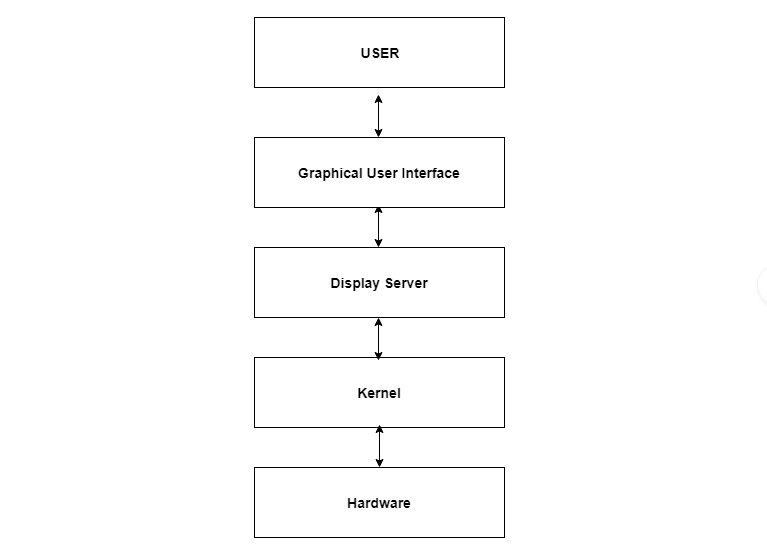 USER
Graphical User Interface
Display Server
Kernel
Hardware